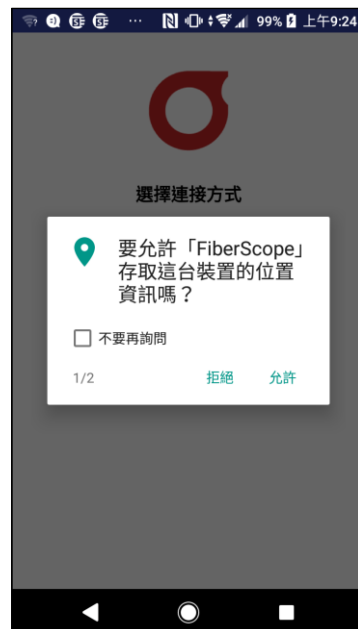 99% 上午9:24
選擇連接方式
要允許「FiberScope」
存取這台裝置的位置
資訊嗎？
不要再詢問
1/2 拒絕 允許